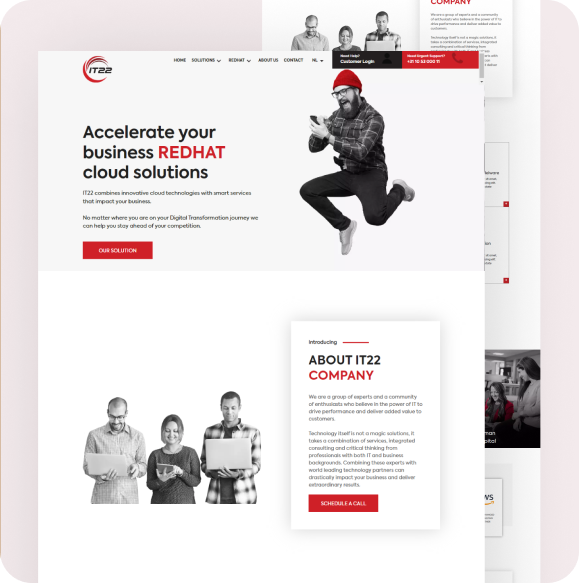 COMPANY
We are a group of experts and a community
of enthusiasts who believe in the power of IT to
drive performance and deliver added value to
customers.
Technology itself is not a magic solution, it
takes a combination of services, integrated
consulting and critical thinking from
IT22
HOME SOLUTIONS REDHAT ABOUT US CONTACT NL
Need Help?
Customer Login
Need Urgent Support?
+31 10 53 000 11
Accelerate your
business REDHAT
cloud solutions
IT22 combines innovative cloud technologies with smart services
that impact your business.
No matter where you are on your Digital Transformation journey we
can help you stay ahead of your competition.
OUR SOLUTION
Introducing
ABOUT IT22
COMPANY
We are a group of experts and a community
of enthusiasts who believe in the power of IT to
drive performance and deliver added value to
customers.
Technology itself is not a magic solutions, it
takes a combination of services, integrated
consulting and critical thinking from
professionals with both IT and business
backgrounds. Combining these experts with
world leading technology partners can
drastically impact your business and deliver
extraordinary results.
SCHEDULE A CALL